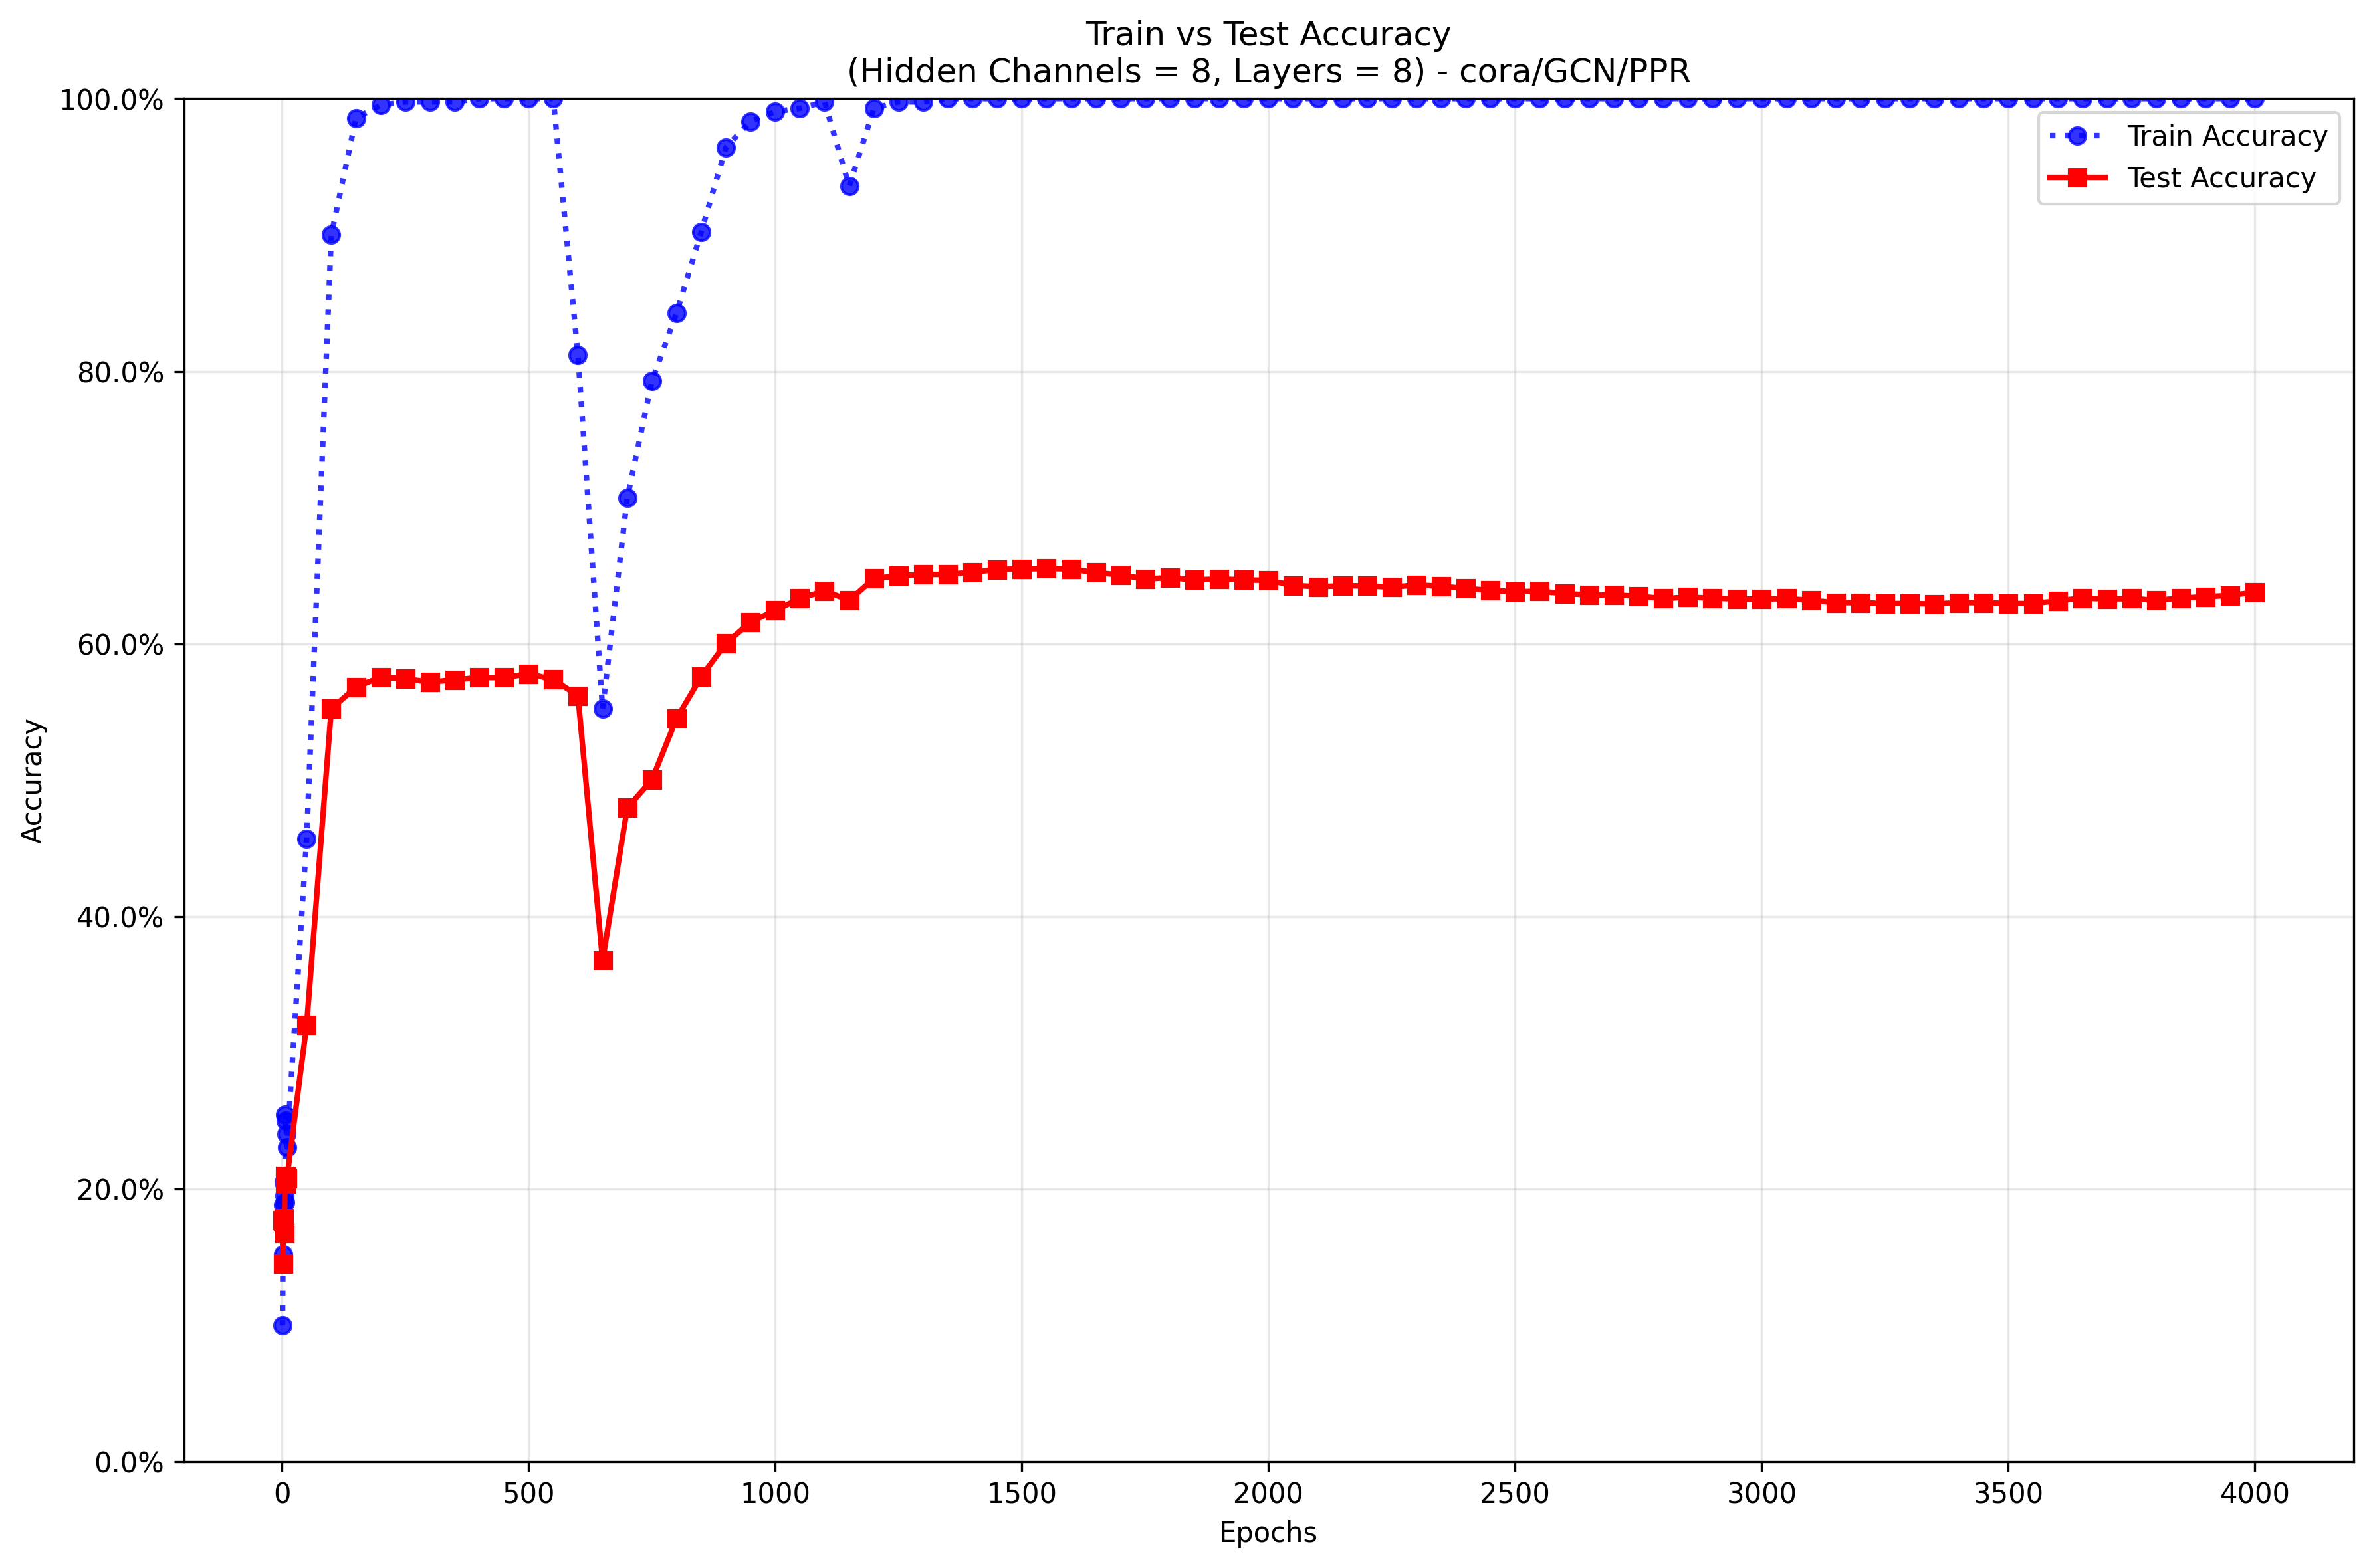 Train vs Test Accuracy
(Hidden Channels = 8, Layers = 8) - cora/GCN/PPR
100.0%
80.0%
60.0%
40.0%
20.0%
0.0%
Accuracy
Train Accuracy
Test Accuracy
0 500 1000 1500 2000 2500 3000 3500 4000
Epochs